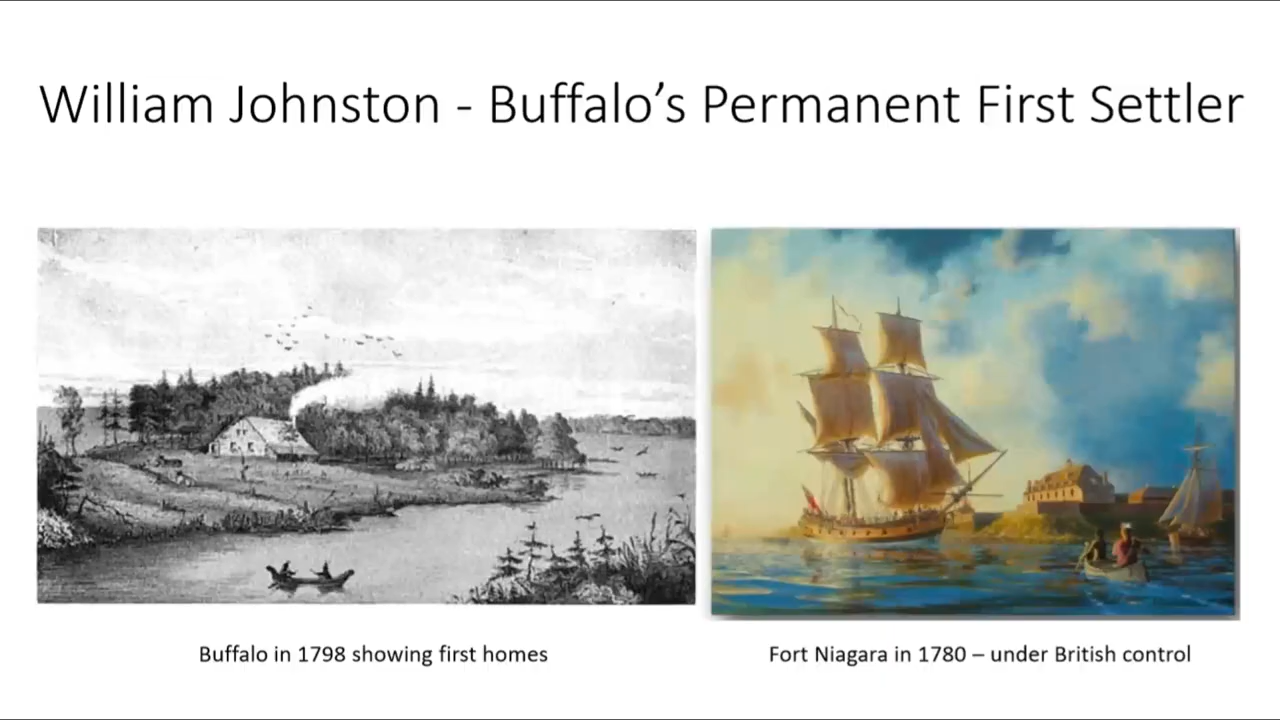 William Johnston - Buffalo’s Permanent First Settler
Buffalo in 1798 showing first homes
Fort Niagara in 1780 – under British control